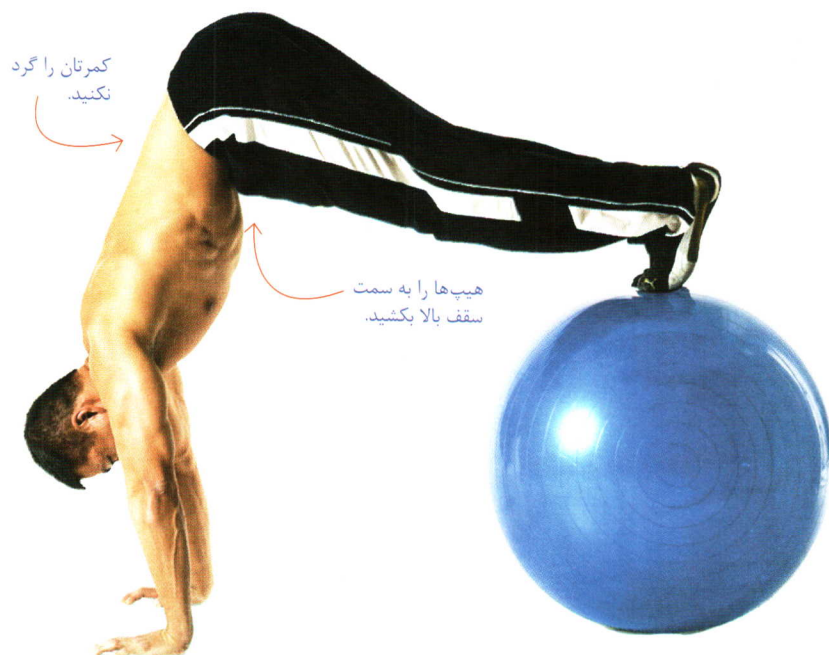 کمرتان را گرد
نکنید.
هیپ‌ها را به سمت
سقف بالا بکشید.